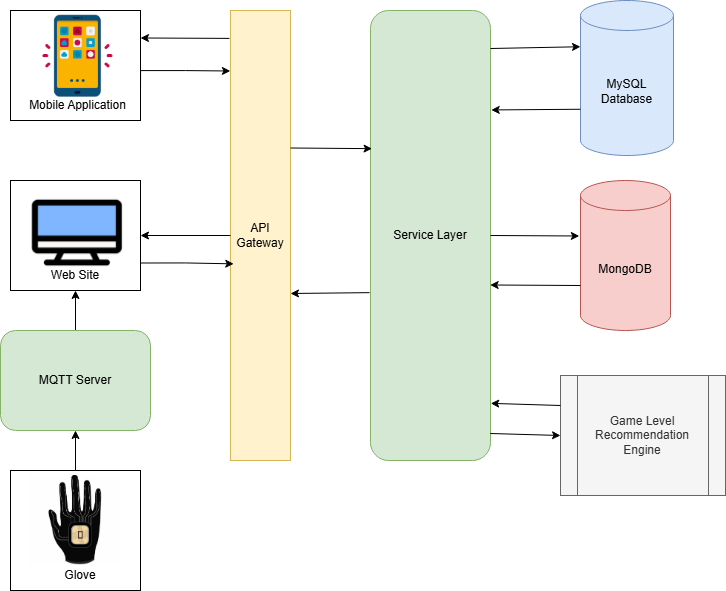 Mobile Application
API
Gateway
Service Layer
MySQL
Database
Web Site
MongoDB
MQTT Server
Game Level
Recommendation
Engine
Glove